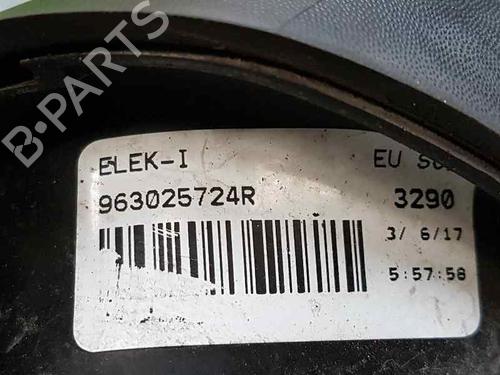 B-PARTS
ELEK-I EU
963025724R 3290
3/ 6/17
5:57:58